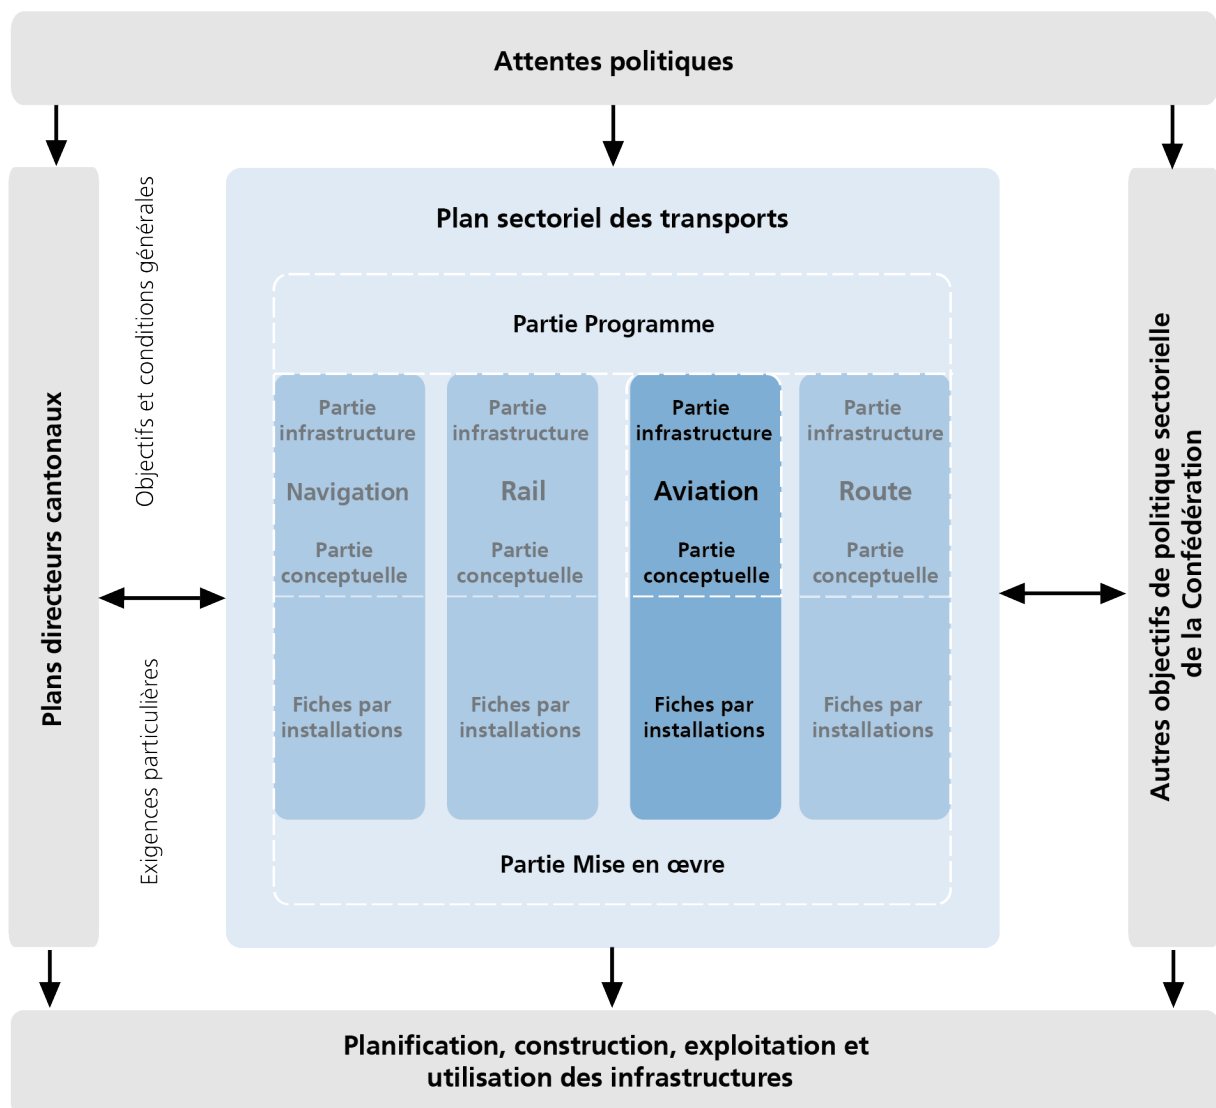 Attentes politiques
Plans directeurs cantonaux
Objectifs et conditions générales
Exigences particulières
Plan sectoriel des transports
Partie Programme
Partie
infrastructure
Navigation
Partie
conceptuelle
Fiches par
installations
Partie
infrastructure
Rail
Partie
conceptuelle
Fiches par
installations
Partie
infrastructure
Aviation
Partie
conceptuelle
Fiches par
installations
Partie
infrastructure
Route
Partie
conceptuelle
Fiches par
installations
Partie Mise en œvre
Autres objectifs de politique sectorielle
de la Confédération
Planification, construction, exploitation et
utilisation des infrastructures